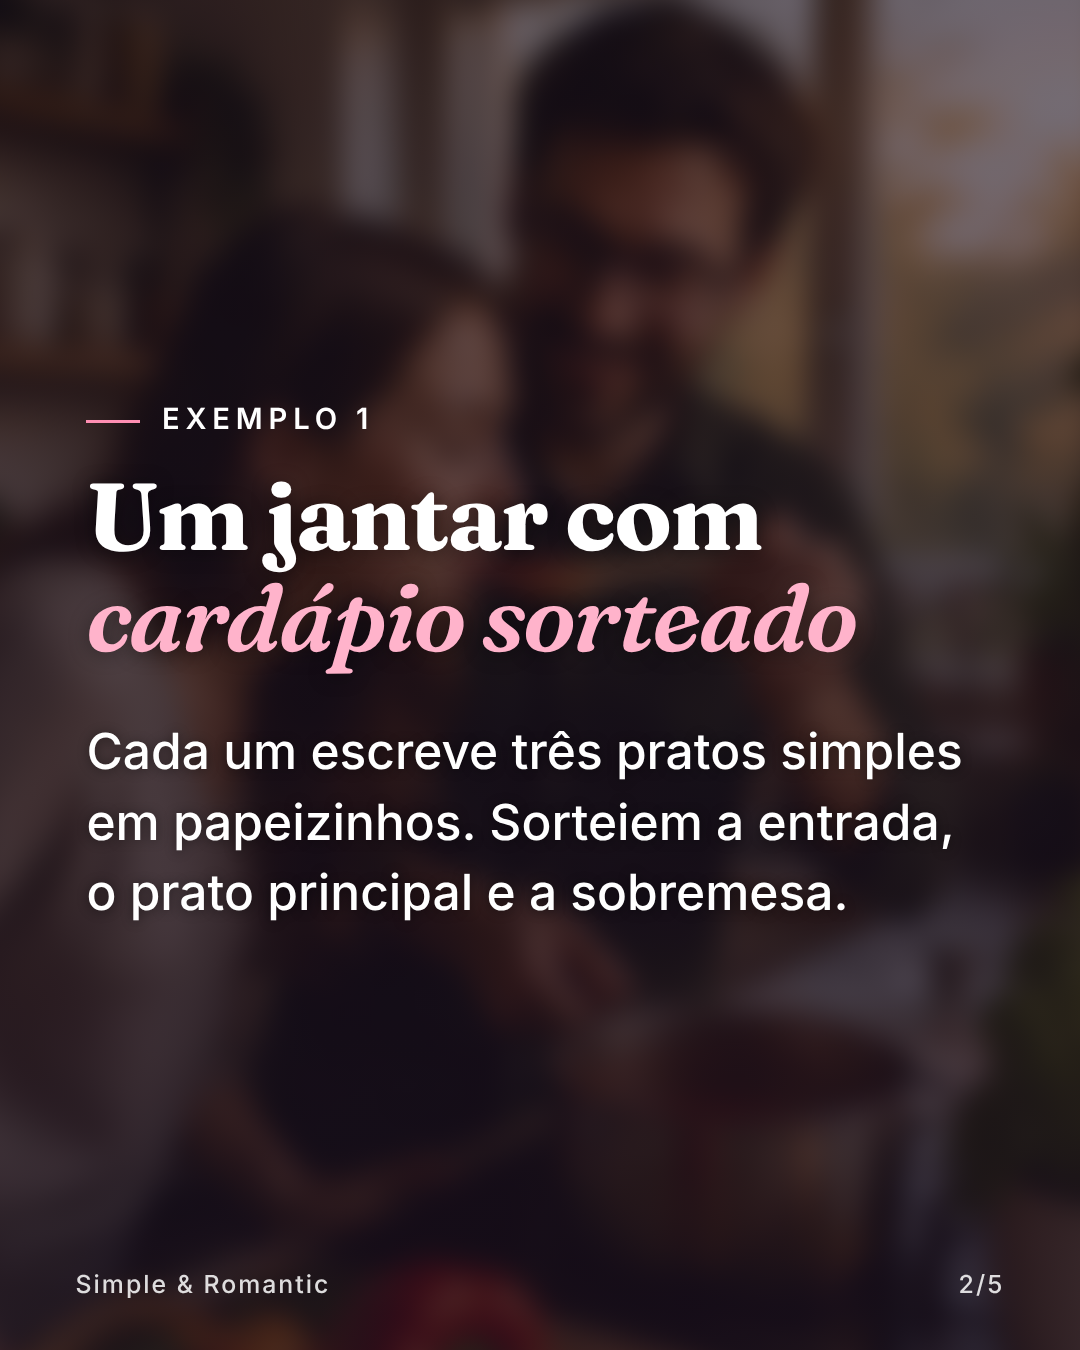 EXEMPLO 1
Um jantar com
cardápio sorteado
Cada um escreve três pratos simples
em papeizinhos. Sorteiem a entrada,
o prato principal e a sobremesa.
Simple & Romantic
2/5